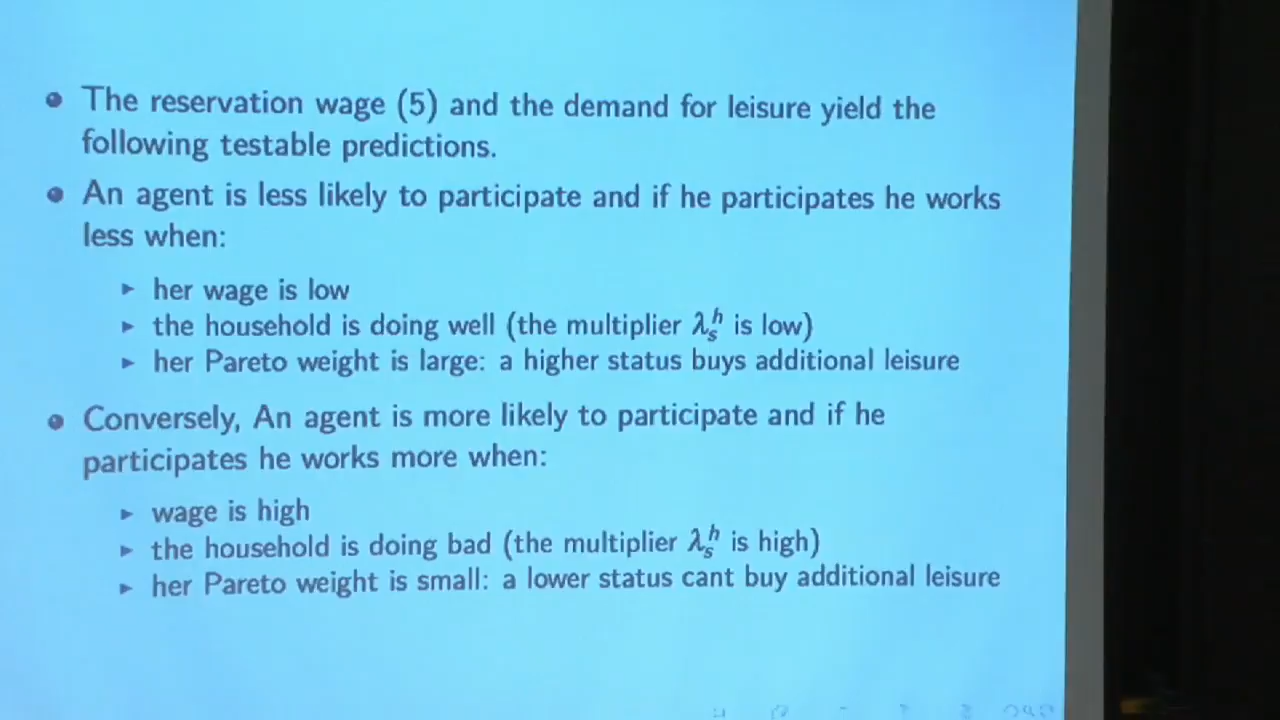 The reservation wage (5) and the demand for leisure yield the
following testable predictions.
An agent is less likely to participate and if he participates he works
less when:
her wage is low
the household is doing well (the multiplier λₛʰ is low)
her Pareto weight is large: a higher status buys additional leisure
Conversely, An agent is more likely to participate and if he
participates he works more when:
wage is high
the household is doing bad (the multiplier λₛʰ is high)
her Pareto weight is small: a lower status cant buy additional leisure